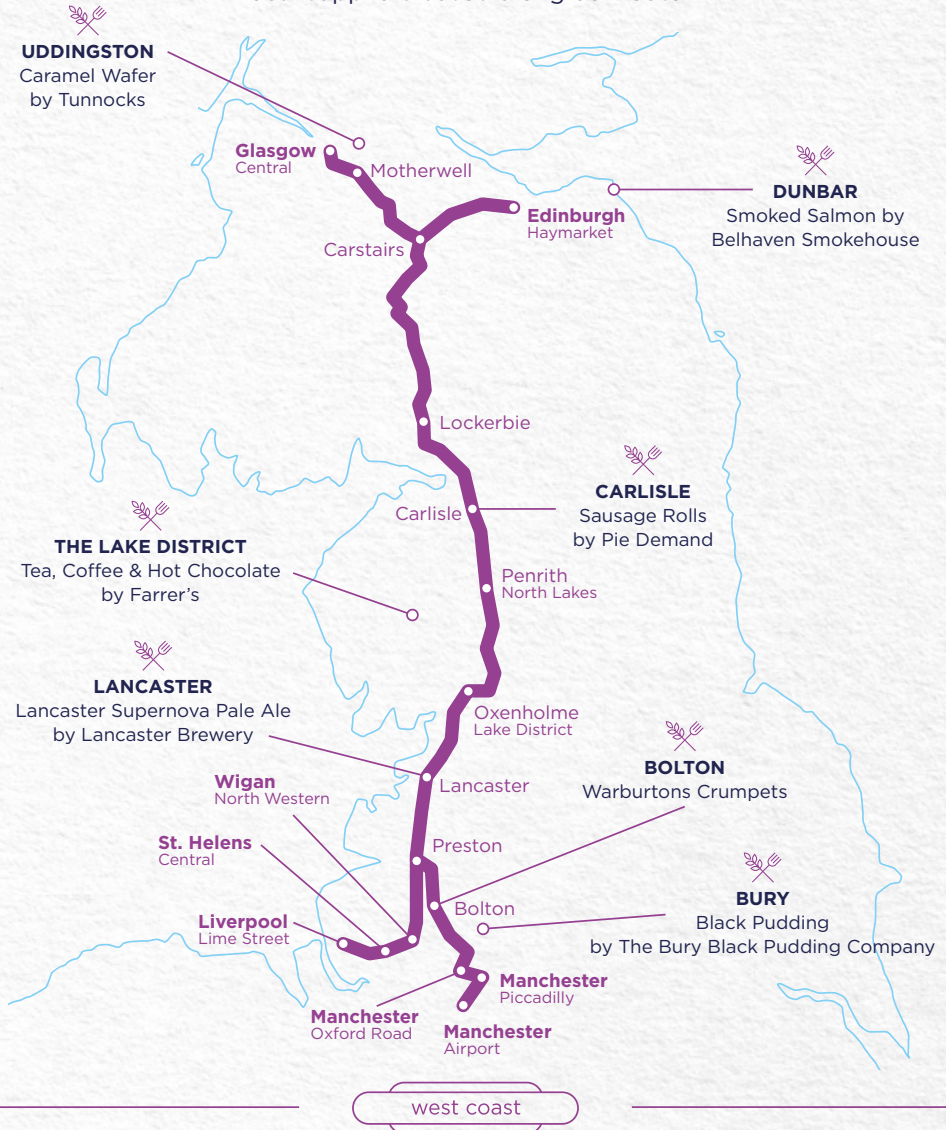 UDDINGSTON
Caramel Wafer
by Tunnocks
Glasgow
Central
Motherwell
DUNBAR
Smoked Salmon by
Belhaven Smokehouse
Edinburgh
Haymarket
Carstairs
Lockerbie
CARLISLE
Sausage Rolls
by Pie Demand
Carlisle
THE LAKE DISTRICT
Tea, Coffee & Hot Chocolate
by Farrer's
Penrith
North Lakes
LANCASTER
Lancaster Supernova Pale Ale
by Lancaster Brewery
Oxenholme
Lake District
BOLTON
Warburtons Crumpets
Wigan
North Western
Lancaster
St. Helens
Central
Preston
BURY
Black Pudding
by The Bury Black Pudding Company
Bolton
Liverpool
Lime Street
Manchester
Piccadilly
Manchester
Oxford Road
Manchester
Airport
west coast